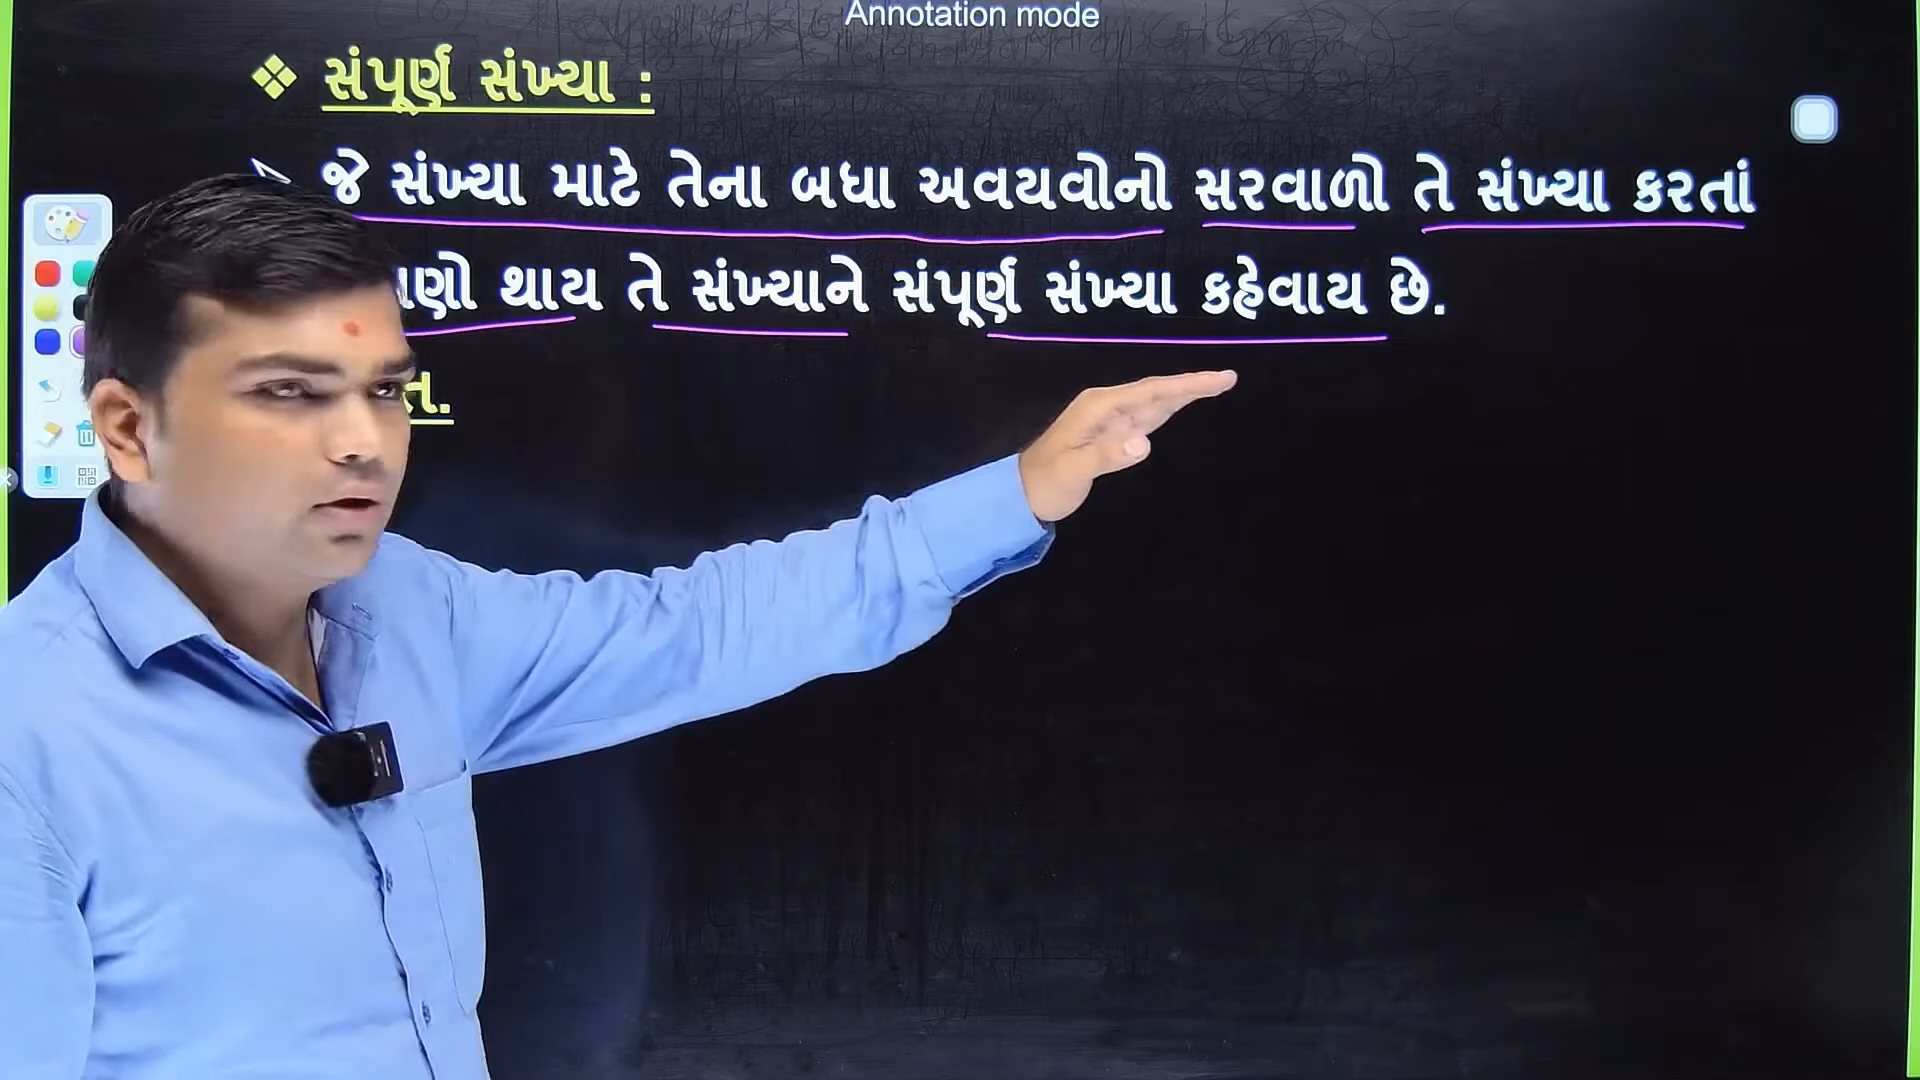 Annotation mode
❖ સંપૂર્ણ સંખ્યા :
જે સંખ્યા માટે તેના બધા અવયવોનો સરવાળો તે સંખ્યા કરતાં
થાય તે સંખ્યાને સંપૂર્ણ સંખ્યા કહેવાય છે.